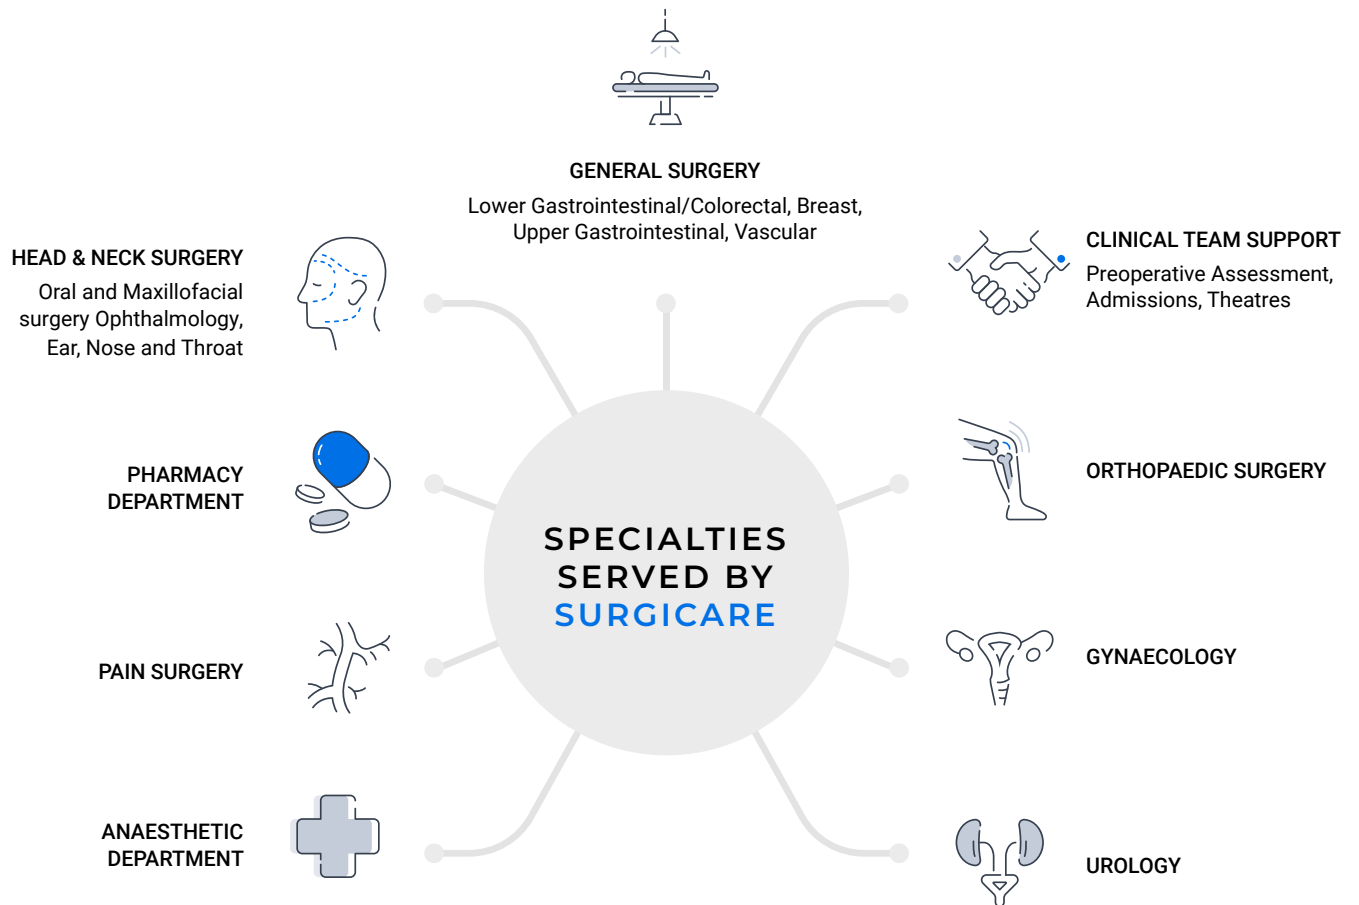 GENERAL SURGERY
Lower Gastrointestinal/Colorectal, Breast,
Upper Gastrointestinal, Vascular
HEAD & NECK SURGERY
Oral and Maxillofacial
surgery Ophthalmology,
Ear, Nose and Throat
CLINICAL TEAM SUPPORT
Preoperative Assessment,
Admissions, Theatres
PHARMACY
DEPARTMENT
ORTHOPAEDIC SURGERY
SPECIALTIES
SERVED BY
SURGICARE
PAIN SURGERY
GYNAECOLOGY
ANAESTHETIC
DEPARTMENT
UROLOGY